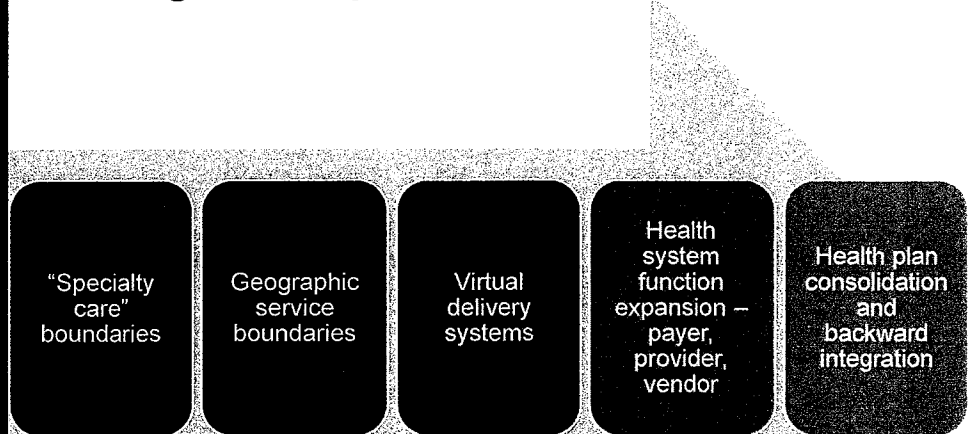 "Specialty
care"
boundaries
Geographic
service
boundaries
Virtual
delivery
systems
Health
system
function
expansion –
payer,
provider,
vendor
Health plan
consolidation
and
backward
integration